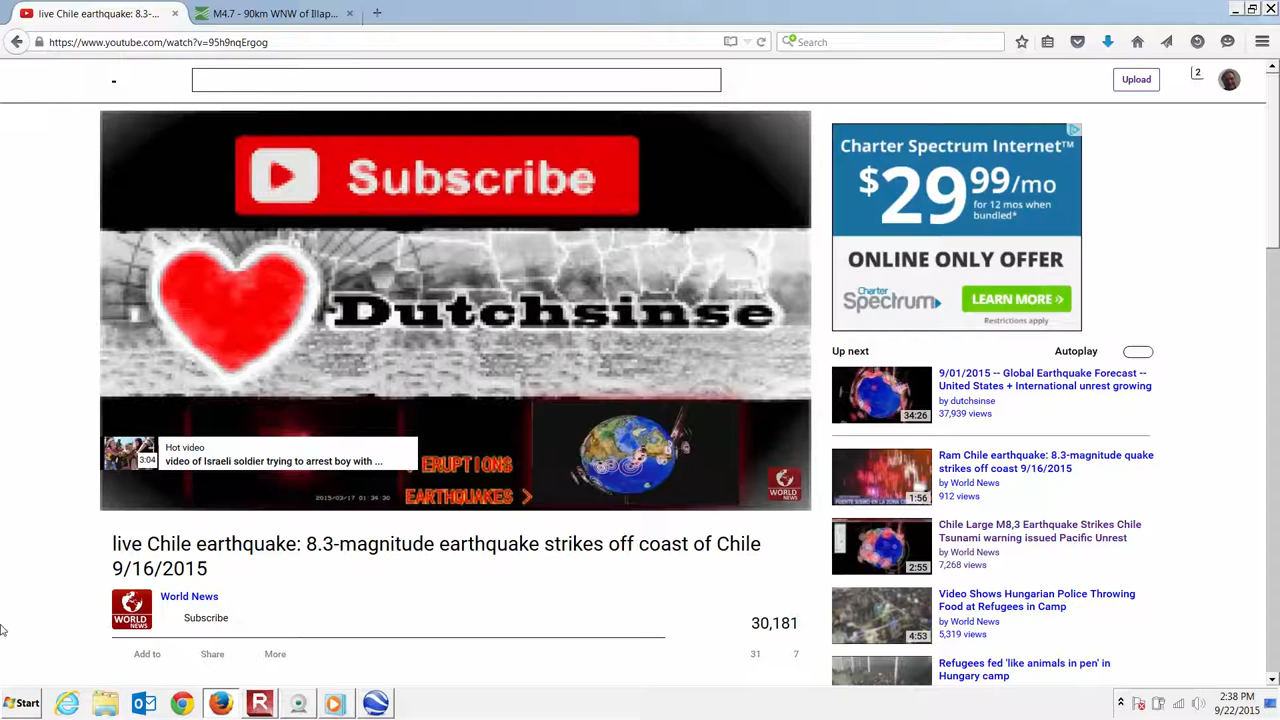 live Chile earthquake: 8.3-...
M4.7 - 90km WNW of Illap...
https://www.youtube.com/watch?v=95h9nqErgog
Search
Upload
2
Subscribe
Dutchsinse
Hot video
video of Israeli soldier trying to arrest boy with ...
3:04
ERUPTIONS
EARTHQUAKES >
2015/03/17 01:34:30
WORLD
NEWS
live Chile earthquake: 8.3-magnitude earthquake strikes off coast of Chile
9/16/2015
WORLD
NEWS
World News
Subscribe
30,181
Add to
Share
More
31
7
Charter Spectrum Internet™
$29 99/mo
for 12 mos when
bundled*
ONLINE ONLY OFFER
Charter
Spectrum
LEARN MORE
Restrictions apply
Up next
Autoplay
9/01/2015 -- Global Earthquake Forecast --
United States + International unrest growing
by dutchsinse
37,939 views
34:26
Ram Chile earthquake: 8.3-magnitude quake
strikes off coast 9/16/2015
by World News
912 views
1:56
Chile Large M8,3 Earthquake Strikes Chile
Tsunami warning issued Pacific Unrest
by World News
7,268 views
2:55
Video Shows Hungarian Police Throwing
Food at Refugees in Camp
by World News
5,319 views
4:53
Refugees fed 'like animals in pen' in
Hungary camp
Start
2:38 PM
9/22/2015